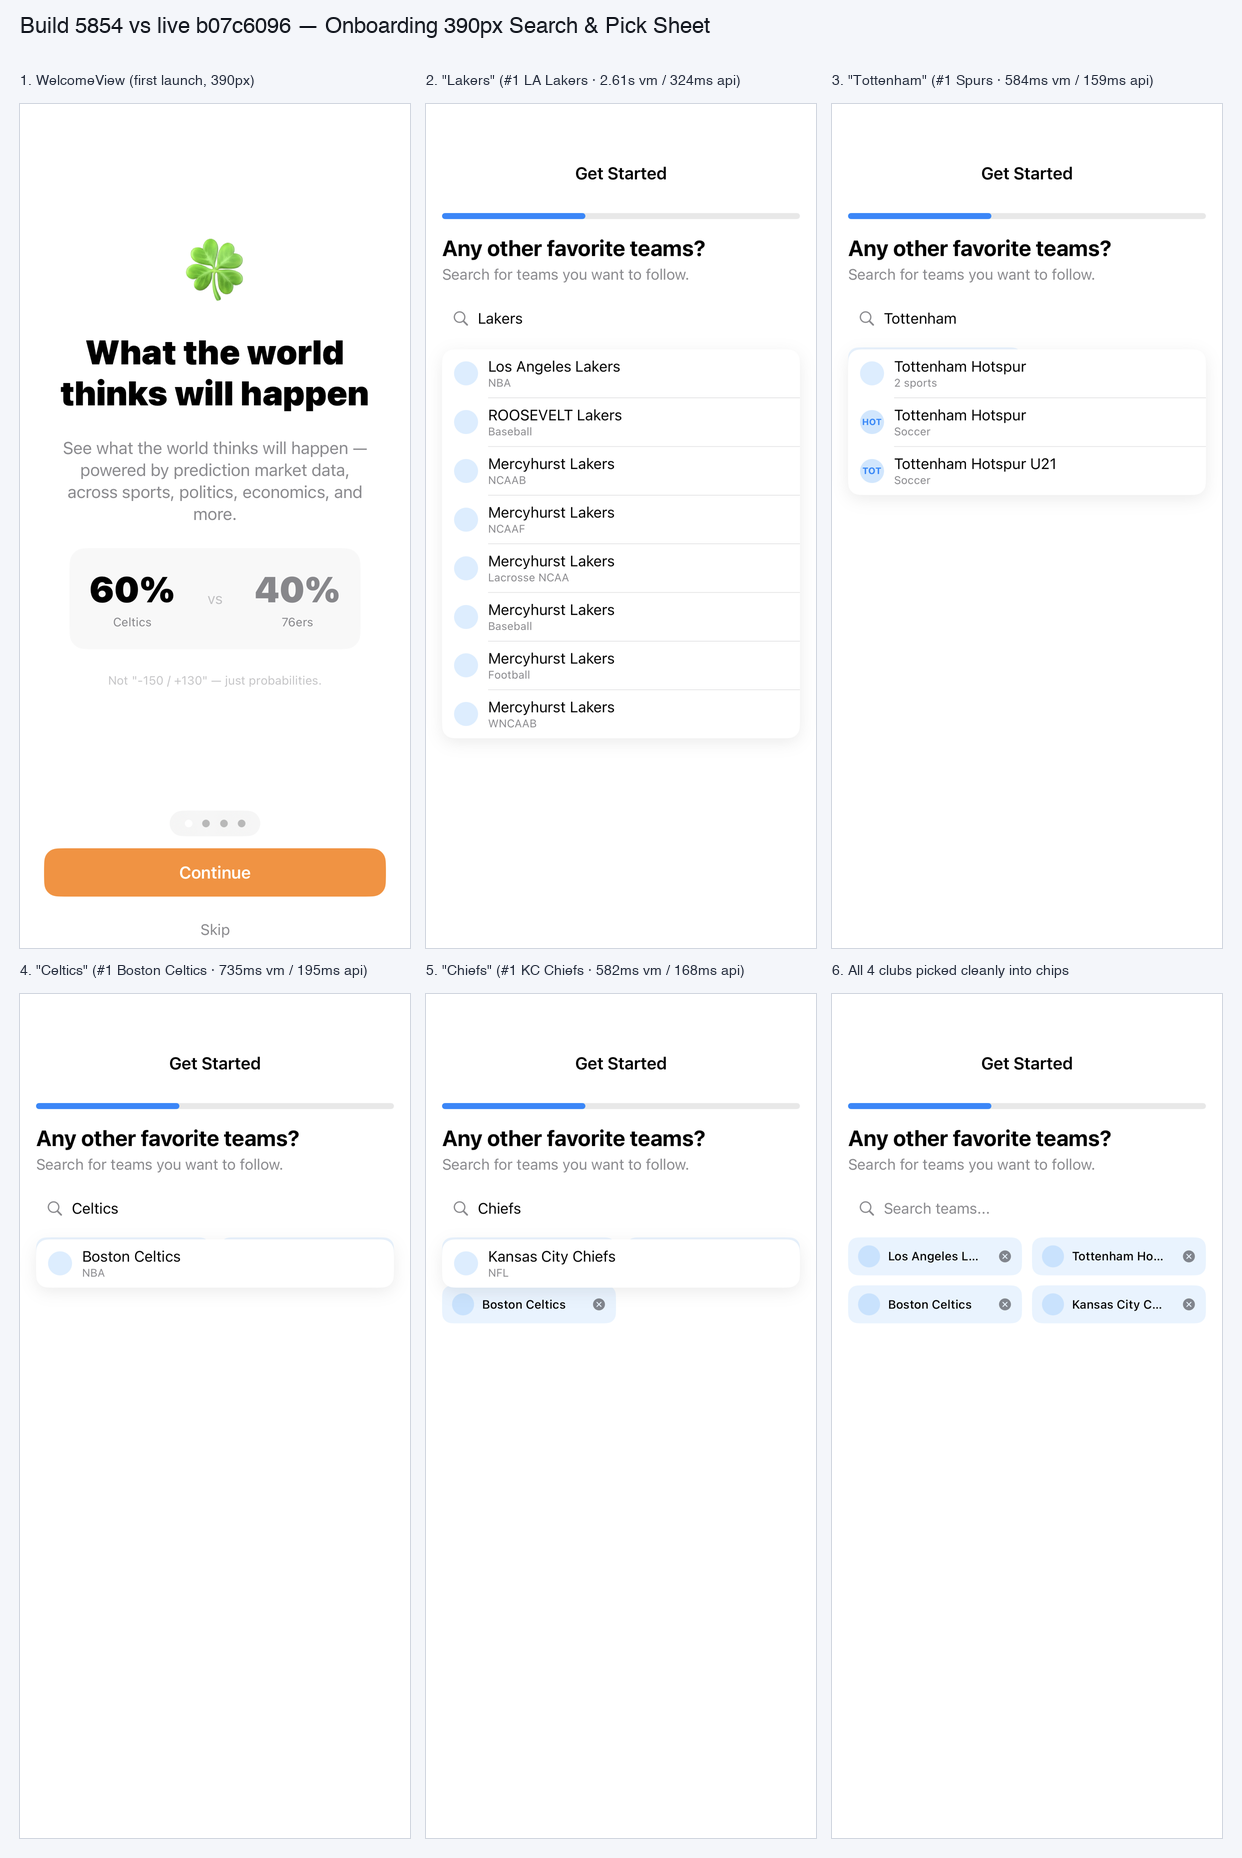 Build 5854 vs live b07c6096 — Onboarding 390px Search & Pick Sheet
1. WelcomeView (first launch, 390px)
What the world
thinks will happen
See what the world thinks will happen —
powered by prediction market data,
across sports, politics, economics, and
more.
60%
vs
40%
Celtics
76ers
Not "-150 / +130" — just probabilities.
Continue
Skip
2. "Lakers" (#1 LA Lakers · 2.61s vm / 324ms api)
Get Started
Any other favorite teams?
Search for teams you want to follow.
Lakers
Los Angeles Lakers
NBA
ROOSEVELT Lakers
Baseball
Mercyhurst Lakers
NCAAB
Mercyhurst Lakers
NCAAF
Mercyhurst Lakers
Lacrosse NCAA
Mercyhurst Lakers
Baseball
Mercyhurst Lakers
Football
Mercyhurst Lakers
WNCAAB
3. "Tottenham" (#1 Spurs · 584ms vm / 159ms api)
Get Started
Any other favorite teams?
Search for teams you want to follow.
Tottenham
Tottenham Hotspur
2 sports
HOT
Tottenham Hotspur
Soccer
TOT
Tottenham Hotspur U21
Soccer
4. "Celtics" (#1 Boston Celtics · 735ms vm / 195ms api)
Get Started
Any other favorite teams?
Search for teams you want to follow.
Celtics
Boston Celtics
NBA
5. "Chiefs" (#1 KC Chiefs · 582ms vm / 168ms api)
Get Started
Any other favorite teams?
Search for teams you want to follow.
Chiefs
Kansas City Chiefs
NFL
Boston Celtics
6. All 4 clubs picked cleanly into chips
Get Started
Any other favorite teams?
Search for teams you want to follow.
Search teams...
Los Angeles L...
Tottenham Ho...
Boston Celtics
Kansas City C...